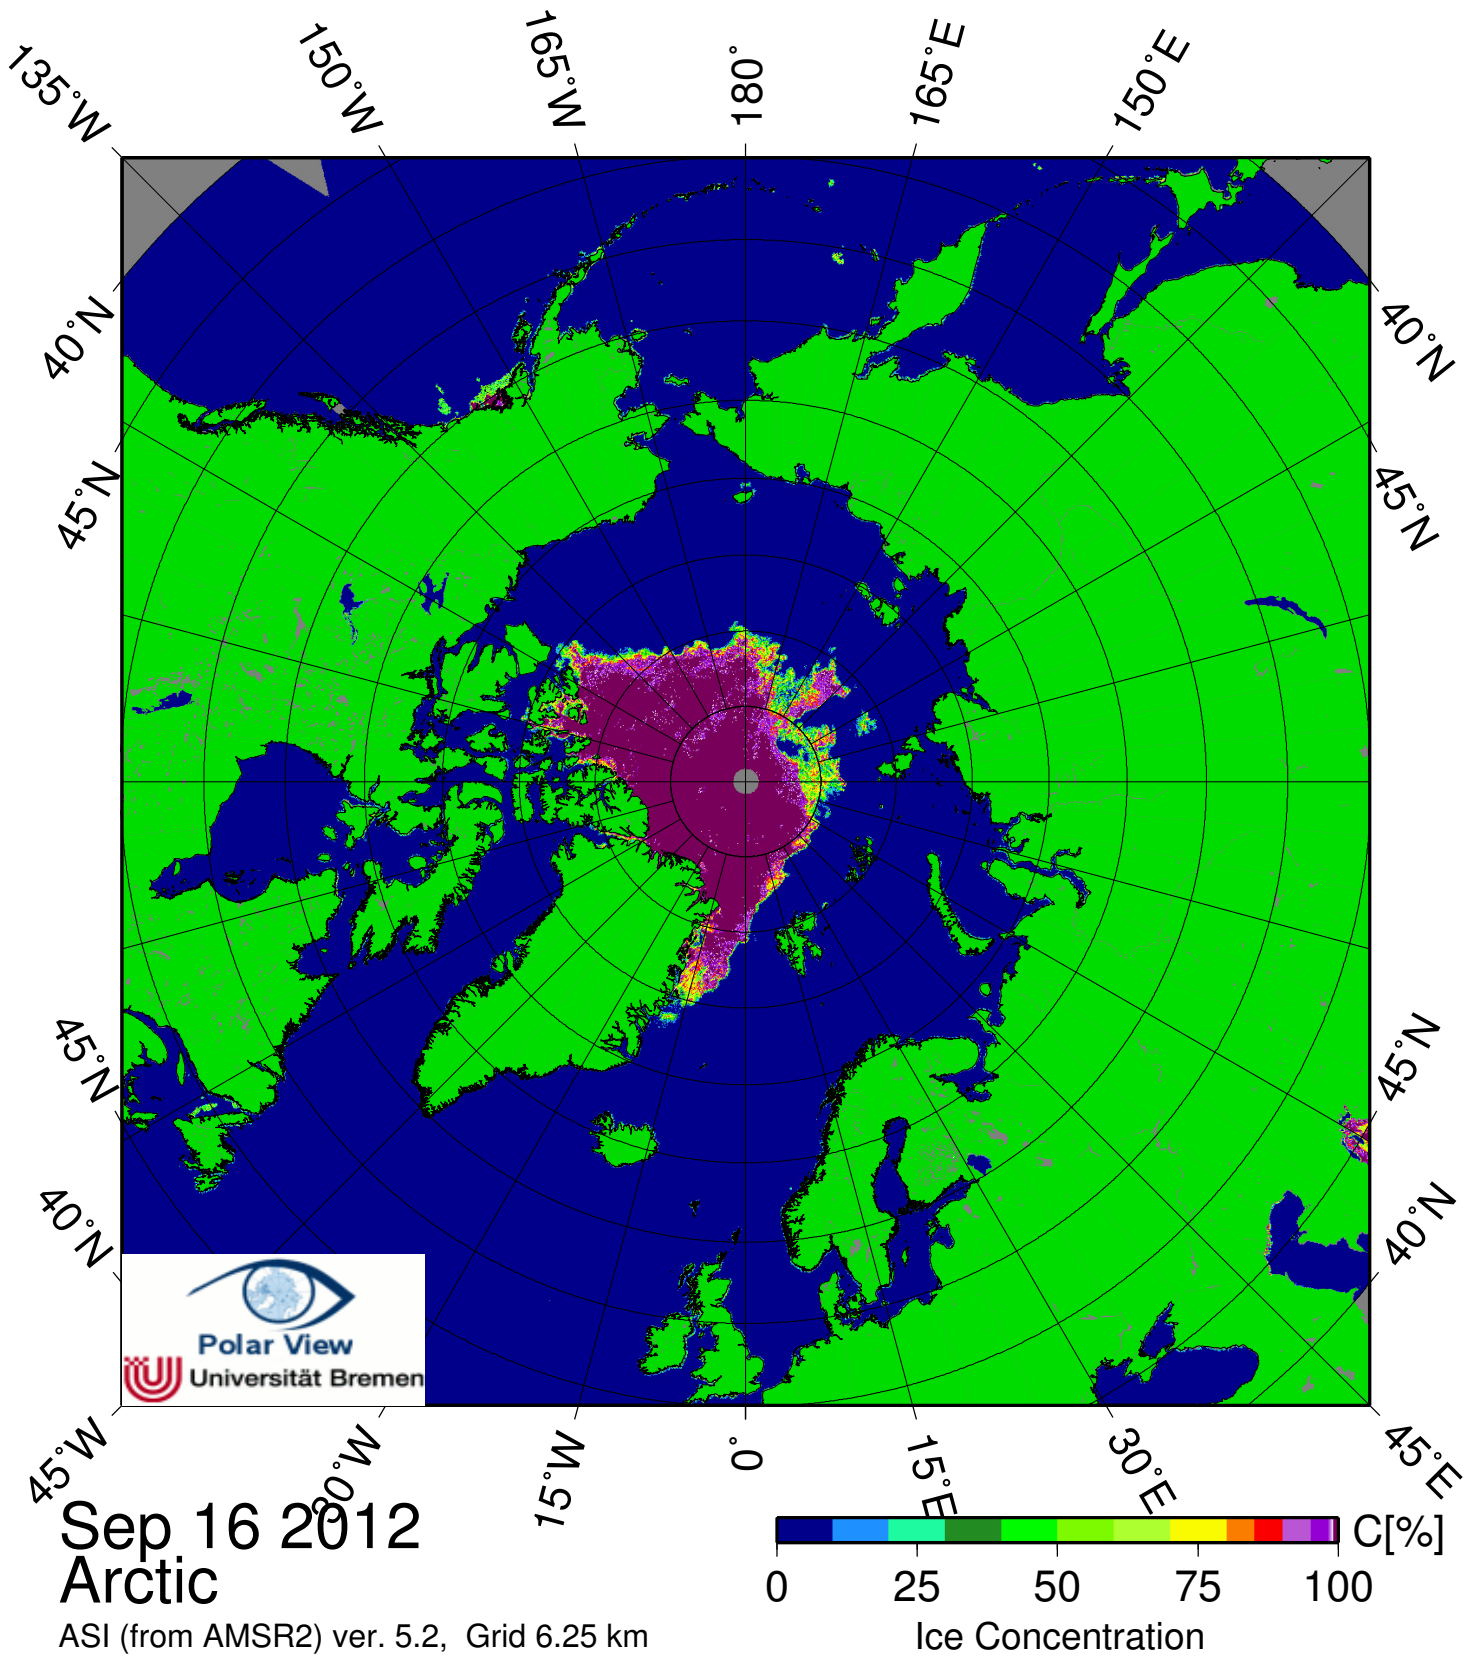 135°W
150°W
165°W
180°
165°E
150°E
40°N
45°N
40°N
45°N
45°N
40°N
45°N
40°N
Polar View
Universität Bremen
45°W
30°W
15°W
0°
15°E
30°E
45°E
Sep 16 2012
Arctic
ASI (from AMSR2) ver. 5.2, Grid 6.25 km
C[%]
0 25 50 75 100
Ice Concentration